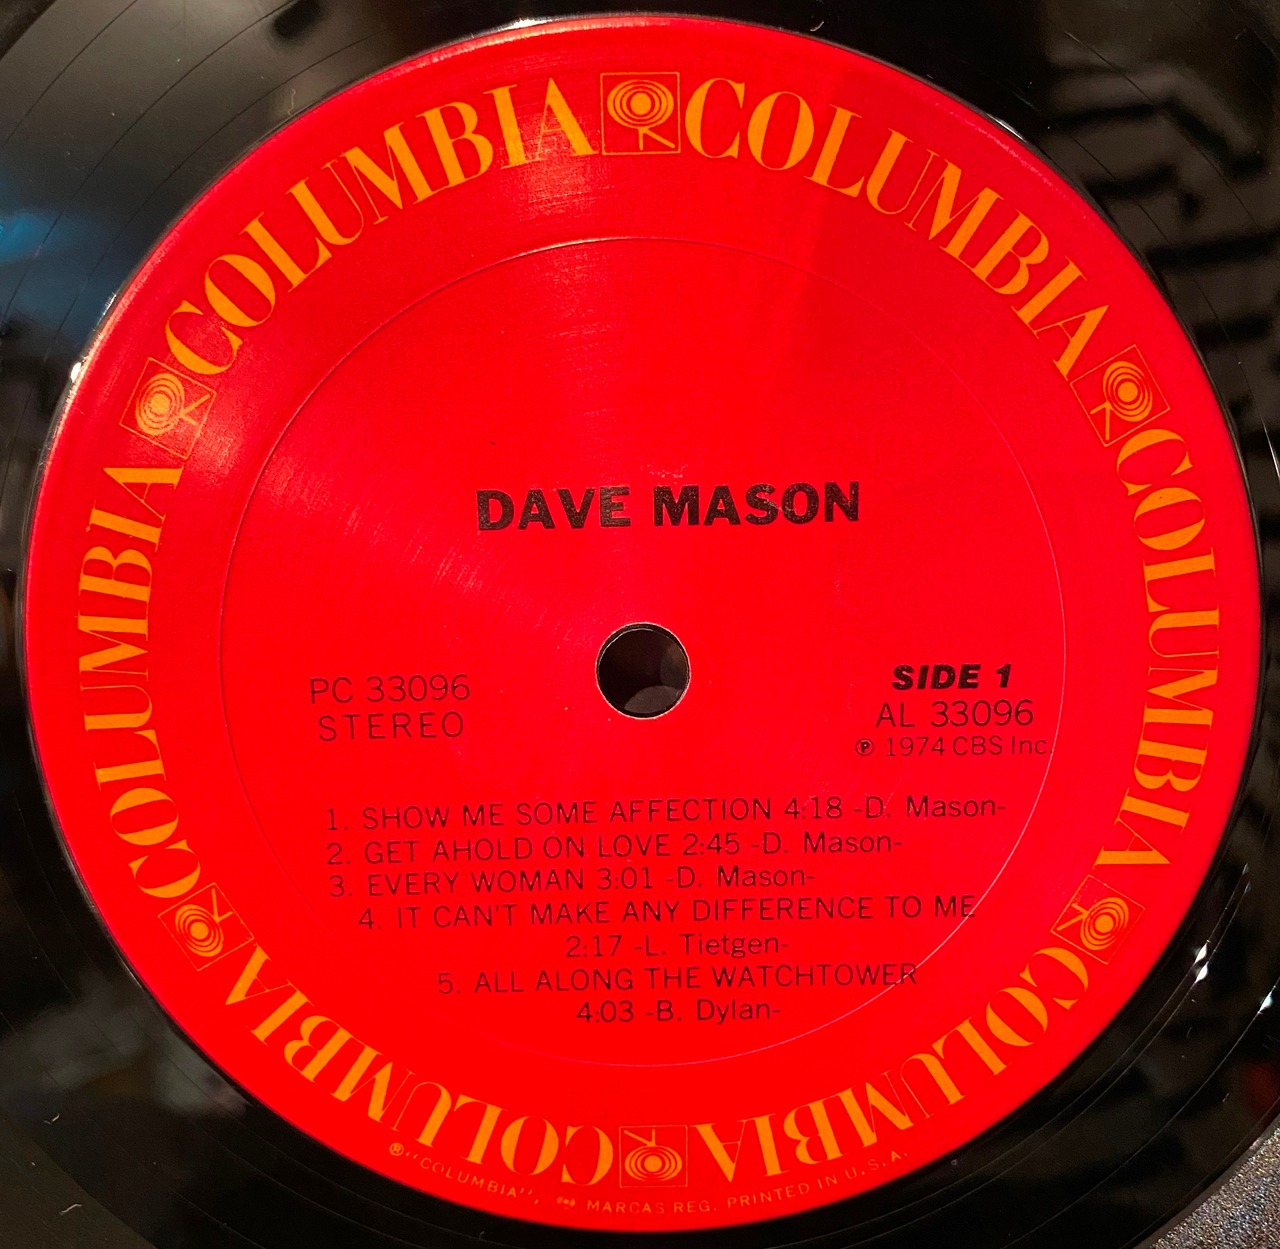 COLUMBIA COLUMBIA COLUMBIA COLUMBIA COLUMBIA COLUMBIA
DAVE MASON
PC 33096
STEREO
SIDE 1
AL 33096
℗ 1974 CBS Inc.
1. SHOW ME SOME AFFECTION 4:18 -D. Mason-
2. GET AHOLD ON LOVE 2:45 -D. Mason-
3. EVERY WOMAN 3:01 -D. Mason-
4. IT CAN'T MAKE ANY DIFFERENCE TO ME
2:17 -L. Tietgen-
5. ALL ALONG THE WATCHTOWER
4:03 -B. Dylan-
® "COLUMBIA", MARCAS REG. PRINTED IN U.S.A.